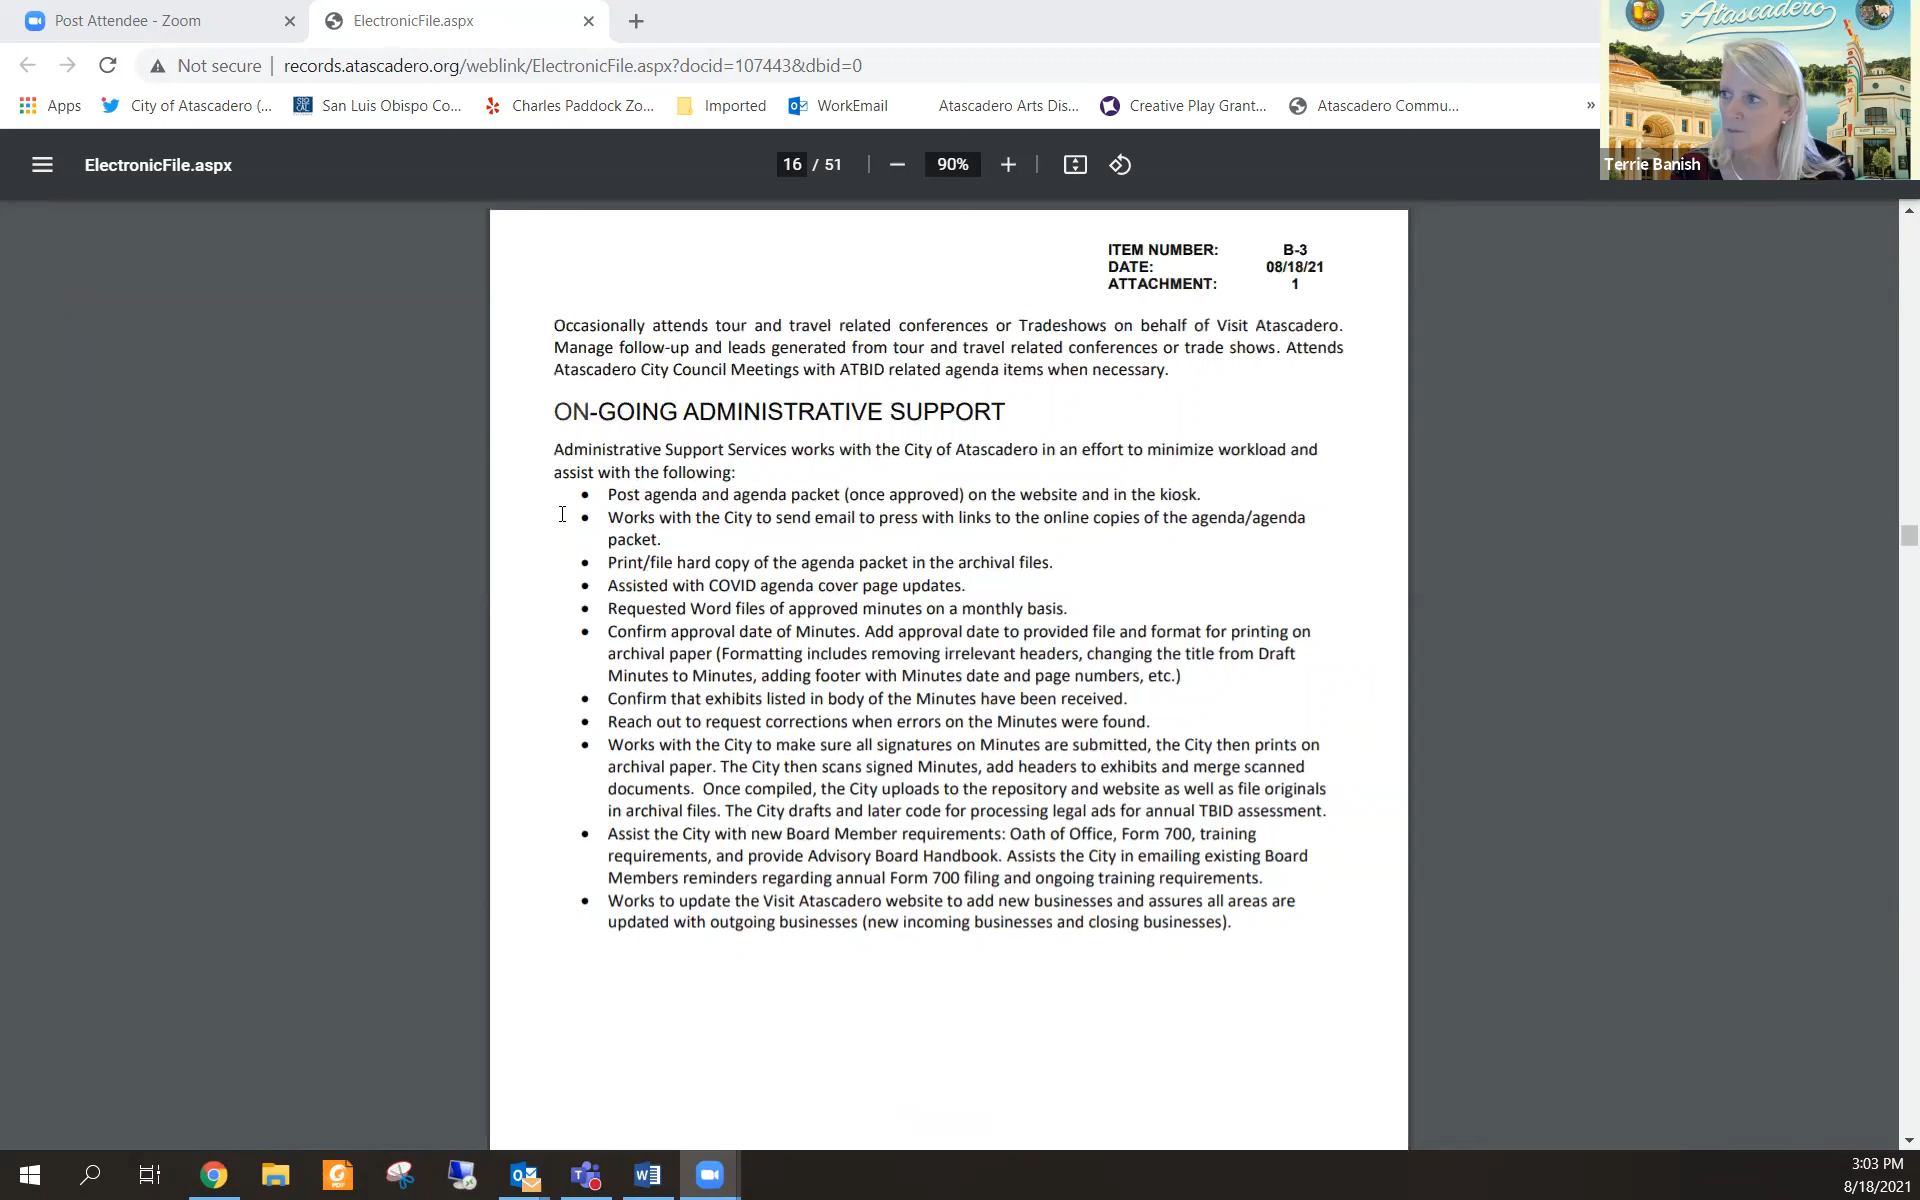 Post Attendee - Zoom
ElectronicFile.aspx
Not secure | records.atascadero.org/weblink/ElectronicFile.aspx?docid=107443&dbid=0
Apps
City of Atascadero (...
San Luis Obispo Co...
Charles Paddock Zo...
Imported
WorkEmail
Atascadero Arts Dis...
Creative Play Grant...
Atascadero Commu...
»
Atascadero
Terrie Banish
ElectronicFile.aspx
16 / 51
90%
ITEM NUMBER: B-3
DATE: 08/18/21
ATTACHMENT: 1
Occasionally attends tour and travel related conferences or Tradeshows on behalf of Visit Atascadero.
Manage follow-up and leads generated from tour and travel related conferences or trade shows. Attends
Atascadero City Council Meetings with ATBID related agenda items when necessary.
ON-GOING ADMINISTRATIVE SUPPORT
Administrative Support Services works with the City of Atascadero in an effort to minimize workload and
assist with the following:
• Post agenda and agenda packet (once approved) on the website and in the kiosk.
• Works with the City to send email to press with links to the online copies of the agenda/agenda
packet.
• Print/file hard copy of the agenda packet in the archival files.
• Assisted with COVID agenda cover page updates.
• Requested Word files of approved minutes on a monthly basis.
• Confirm approval date of Minutes. Add approval date to provided file and format for printing on
archival paper (Formatting includes removing irrelevant headers, changing the title from Draft
Minutes to Minutes, adding footer with Minutes date and page numbers, etc.)
• Confirm that exhibits listed in body of the Minutes have been received.
• Reach out to request corrections when errors on the Minutes were found.
• Works with the City to make sure all signatures on Minutes are submitted, the City then prints on
archival paper. The City then scans signed Minutes, add headers to exhibits and merge scanned
documents. Once compiled, the City uploads to the repository and website as well as file originals
in archival files. The City drafts and later code for processing legal ads for annual TBID assessment.
• Assist the City with new Board Member requirements: Oath of Office, Form 700, training
requirements, and provide Advisory Board Handbook. Assists the City in emailing existing Board
Members reminders regarding annual Form 700 filing and ongoing training requirements.
• Works to update the Visit Atascadero website to add new businesses and assures all areas are
updated with outgoing businesses (new incoming businesses and closing businesses).
3:03 PM
8/18/2021